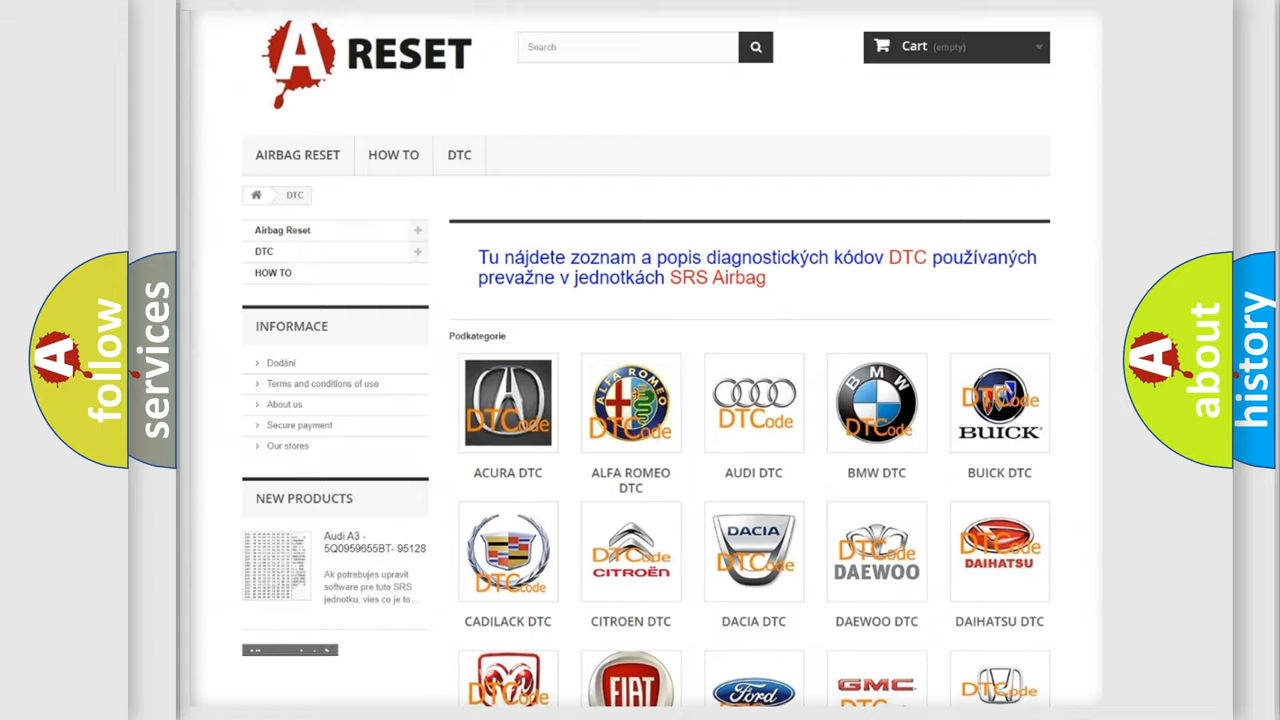 A RESET
Search
Cart (empty)
AIRBAG RESET
HOW TO
DTC
DTC
Airbag Reset
DTC
HOW TO
Tu nájdete zoznam a popis diagnostických kódov DTC používaných
prevažne v jednotkách SRS Airbag
INFORMACE
Dodání
Terms and conditions of use
About us
Secure payment
Our stores
Podkategorie
DTCode
ALFA ROMEO
DTCode
DTCode
BMW
DTCode
DTCode
BUICK
ACURA DTC
ALFA ROMEO
DTC
AUDI DTC
BMW DTC
BUICK DTC
NEW PRODUCTS
Audi A3 -
5Q0959655BT- 95128
Ak potrebujes upravit
software pre tuto SRS
jednotku, vies co je to...
DTCode
DTCode
CITROËN
DACIA
DTCode
DTCode
DAEWOO
DTCode
DAIHATSU
CADILACK DTC
CITROEN DTC
DACIA DTC
DAEWOO DTC
DAIHATSU DTC
DTCode
FIAT
Ford
GMC
DTCode
A follow
services
A about
history